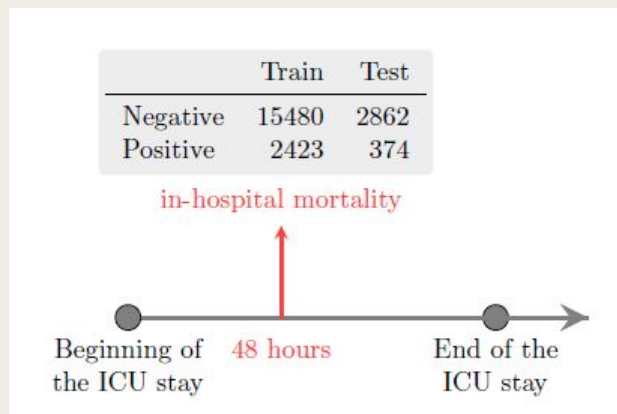 Train Test
Negative 15480 2862
Positive 2423 374
in-hospital mortality
Beginning of
the ICU stay
48 hours
End of the
ICU stay